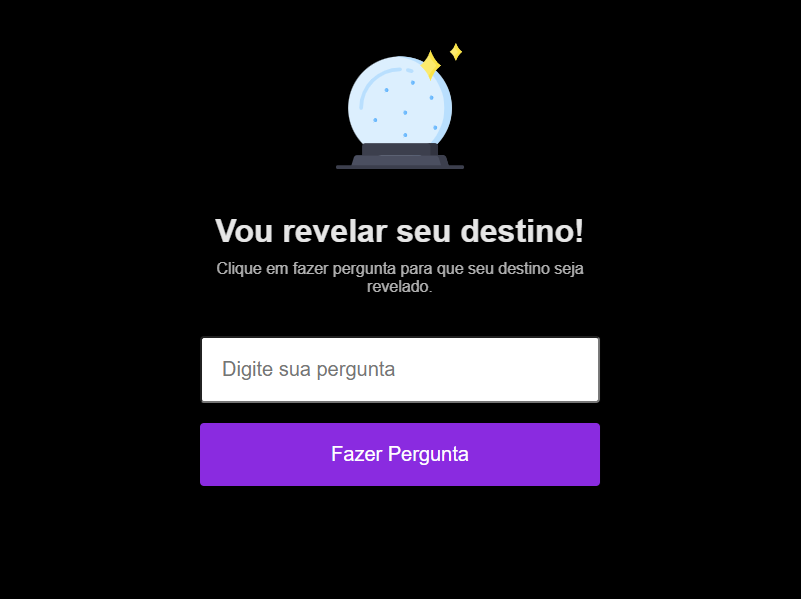 Vou revelar seu destino!
Clique em fazer pergunta para que seu destino seja
revelado.
Digite sua pergunta
Fazer Pergunta